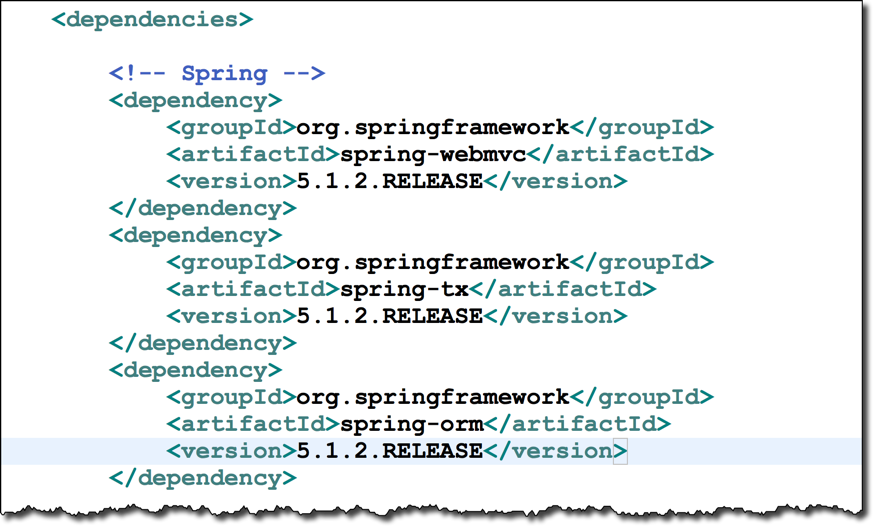 <dependencies>
<!-- Spring -->
<dependency>
<groupId>org.springframework</groupId>
<artifactId>spring-webmvc</artifactId>
<version>5.1.2.RELEASE</version>
</dependency>
<dependency>
<groupId>org.springframework</groupId>
<artifactId>spring-tx</artifactId>
<version>5.1.2.RELEASE</version>
</dependency>
<dependency>
<groupId>org.springframework</groupId>
<artifactId>spring-orm</artifactId>
<version>5.1.2.RELEASE</version>
</dependency>